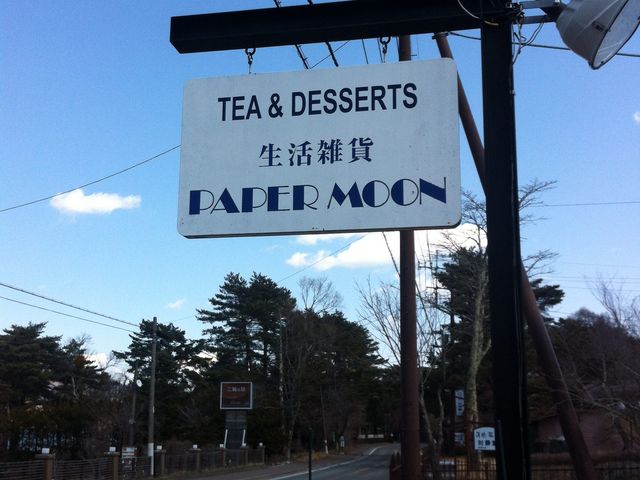 TEA & DESSERTS
生活雑貨
PAPER MOON